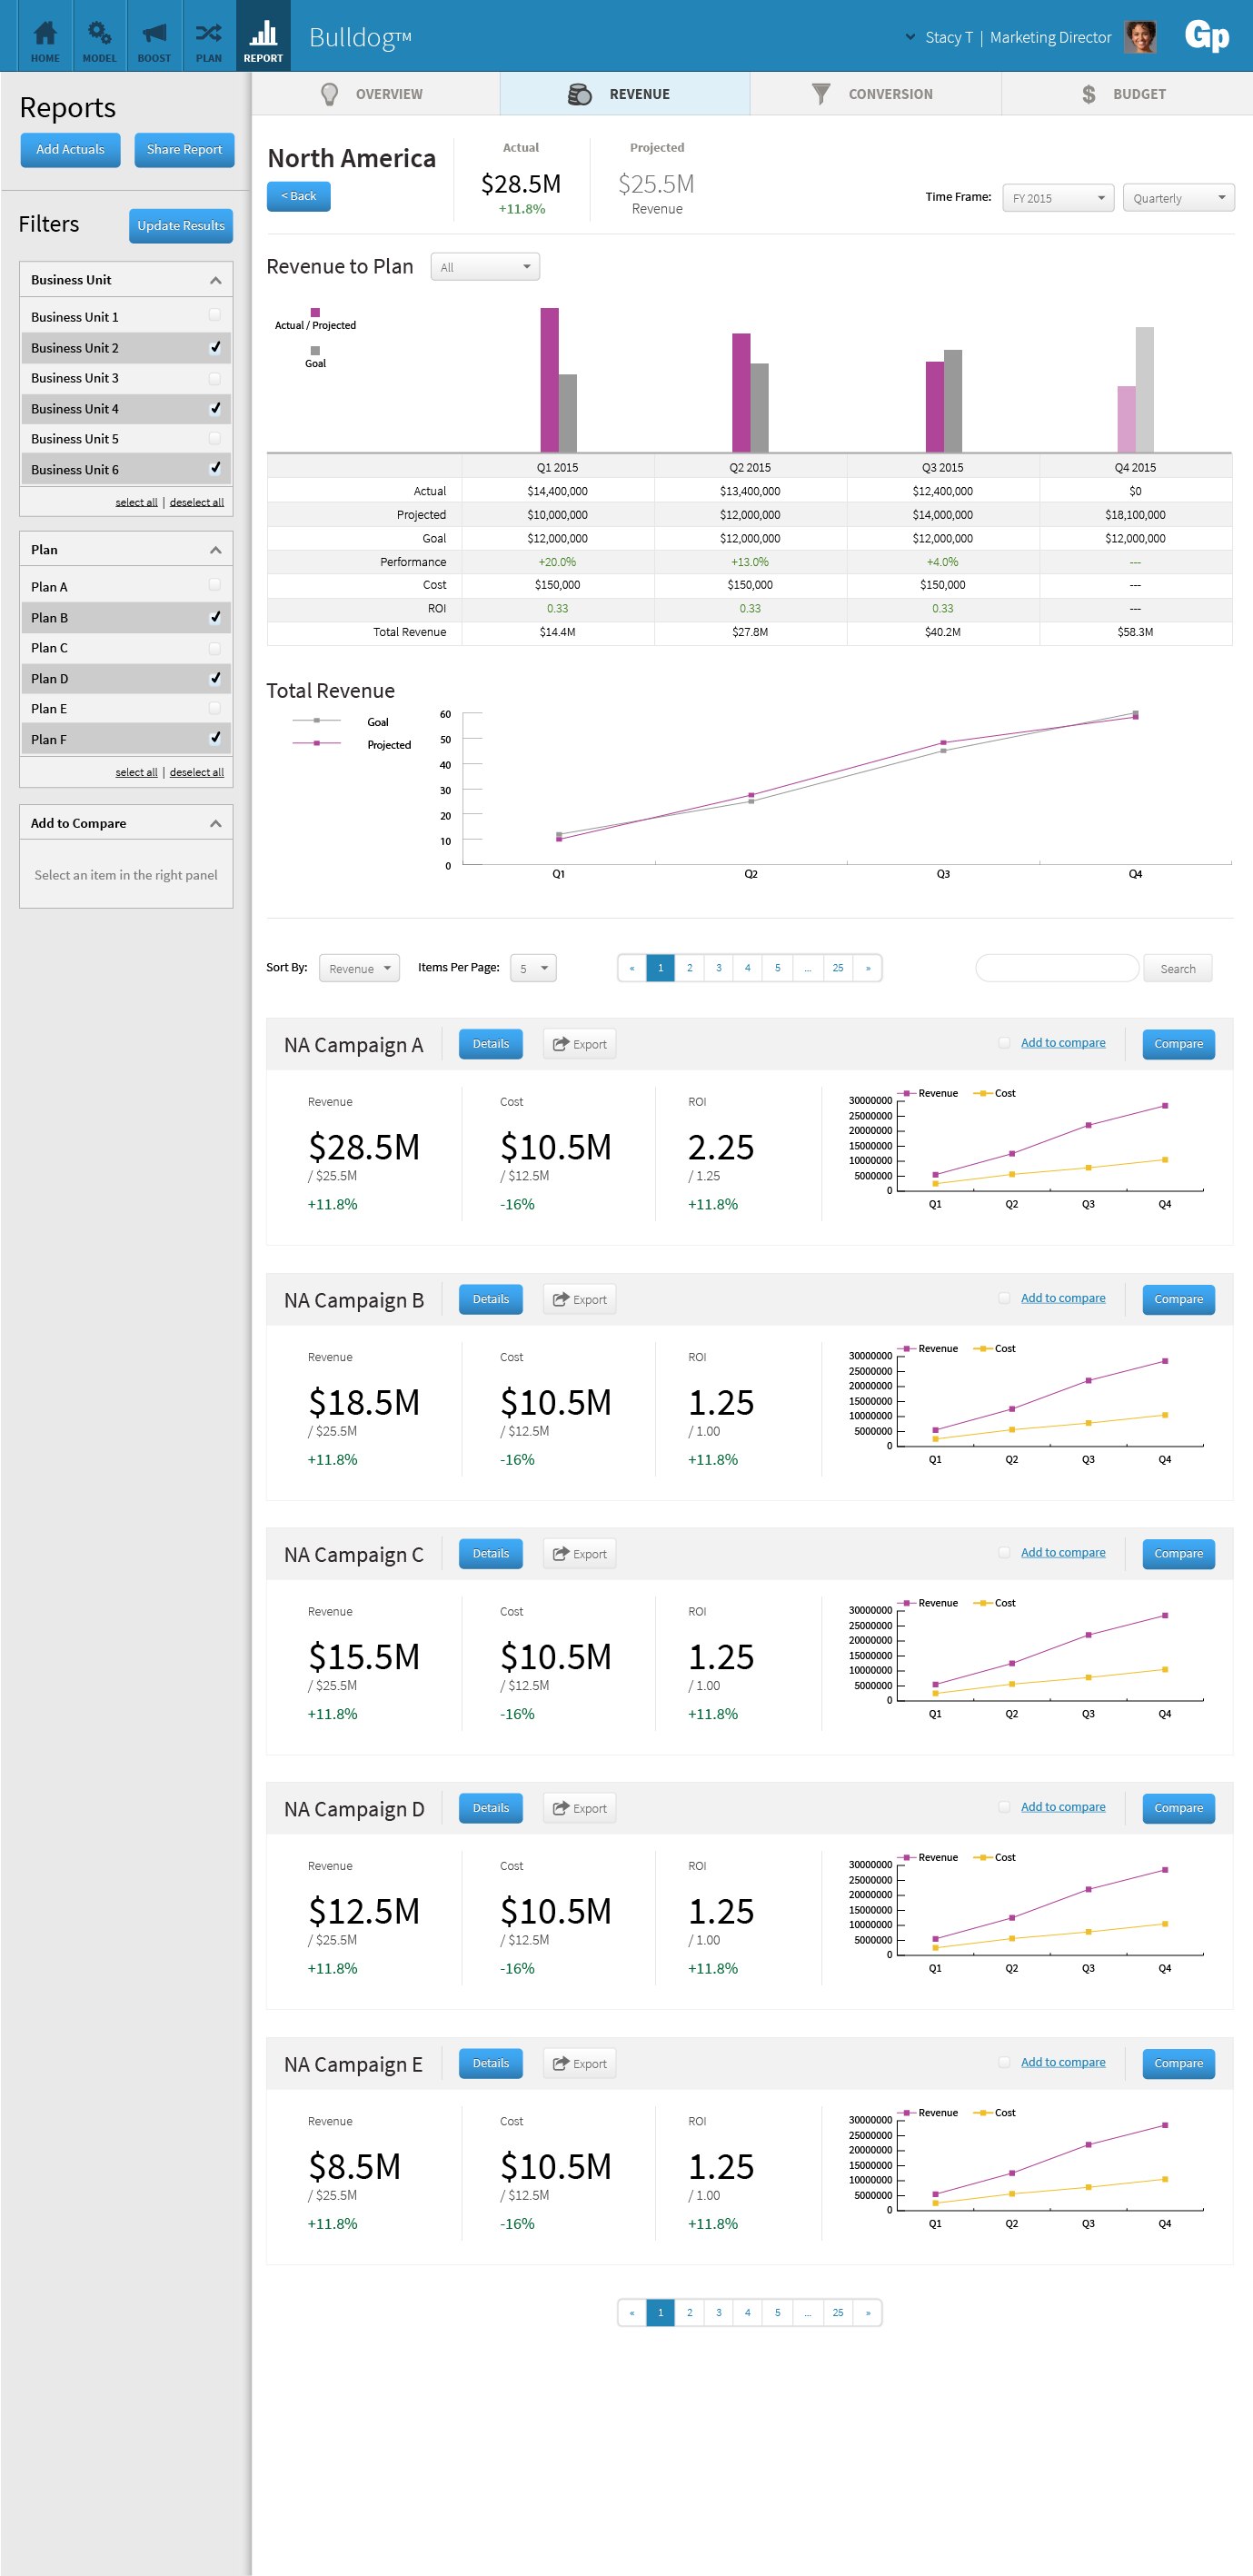 HOME
MODEL
BOOST
PLAN
REPORT
Bulldog™
Stacy T | Marketing Director
Gp
Reports
Add Actuals
Share Report
Filters
Update Results
Business Unit
Business Unit 1
Business Unit 2
Business Unit 3
Business Unit 4
Business Unit 5
Business Unit 6
select all | deselect all
Plan
Plan A
Plan B
Plan C
Plan D
Plan E
Plan F
select all | deselect all
Add to Compare
Select an item in the right panel
OVERVIEW
REVENUE
CONVERSION
$ BUDGET
North America
< Back
Actual
$28.5M
+11.8%
Projected
$25.5M
Revenue
Time Frame:
FY 2015
Quarterly
Revenue to Plan
All
Actual / Projected
Goal
Q1 2015 Q2 2015 Q3 2015 Q4 2015
Actual $14,400,000 $13,400,000 $12,400,000 $0
Projected $10,000,000 $12,000,000 $14,000,000 $18,100,000
Goal $12,000,000 $12,000,000 $12,000,000 $12,000,000
Performance +20.0% +13.0% +4.0% ---
Cost $150,000 $150,000 $150,000 ---
ROI 0.33 0.33 0.33 ---
Total Revenue $14.4M $27.8M $40.2M $58.3M
Total Revenue
Goal
Projected
60
50
40
30
20
10
0
Q1 Q2 Q3 Q4
Sort By: Revenue Items Per Page: 5
« 1 2 3 4 5 ... 25 »
Search
NA Campaign A
Details
Export
Add to compare
Compare
Revenue
$28.5M
/ $25.5M
+11.8%
Cost
$10.5M
/ $12.5M
-16%
ROI
2.25
/ 1.25
+11.8%
Revenue Cost
30000000
25000000
20000000
15000000
10000000
5000000
0
Q1 Q2 Q3 Q4
NA Campaign B
Details
Export
Add to compare
Compare
Revenue
$18.5M
/ $25.5M
+11.8%
Cost
$10.5M
/ $12.5M
-16%
ROI
1.25
/ 1.00
+11.8%
Revenue Cost
30000000
25000000
20000000
15000000
10000000
5000000
0
Q1 Q2 Q3 Q4
NA Campaign C
Details
Export
Add to compare
Compare
Revenue
$15.5M
/ $25.5M
+11.8%
Cost
$10.5M
/ $12.5M
-16%
ROI
1.25
/ 1.00
+11.8%
Revenue Cost
30000000
25000000
20000000
15000000
10000000
5000000
0
Q1 Q2 Q3 Q4
NA Campaign D
Details
Export
Add to compare
Compare
Revenue
$12.5M
/ $25.5M
+11.8%
Cost
$10.5M
/ $12.5M
-16%
ROI
1.25
/ 1.00
+11.8%
Revenue Cost
30000000
25000000
20000000
15000000
10000000
5000000
0
Q1 Q2 Q3 Q4
NA Campaign E
Details
Export
Add to compare
Compare
Revenue
$8.5M
/ $25.5M
+11.8%
Cost
$10.5M
/ $12.5M
-16%
ROI
1.25
/ 1.00
+11.8%
Revenue Cost
30000000
25000000
20000000
15000000
10000000
5000000
0
Q1 Q2 Q3 Q4
« 1 2 3 4 5 ... 25 »